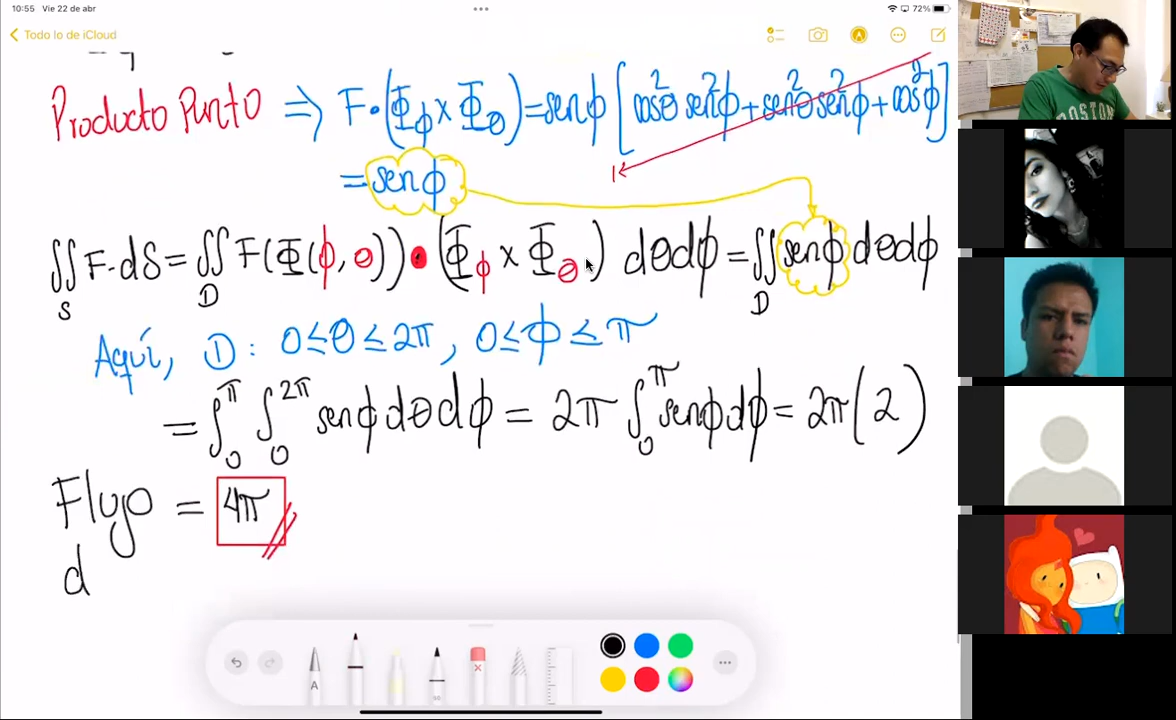 10:55 Vie 22 de abr
72%
Todo lo de iCloud
Producto Punto ⇒ F·(Φϕ × Φθ) = senϕ [cos²θ sen²ϕ + sen²θ sen²ϕ + cos²ϕ]
1
= senϕ
∬S F·dS = ∬D F(Φ(ϕ, θ)) • (Φϕ × Φθ) dθdϕ = ∬D senϕ dθdϕ
Aquí, D: 0≤θ≤2π, 0≤ϕ≤π
= ∫0^π ∫0^2π senϕ dθdϕ = 2π ∫0^π senϕdϕ = 2π(2)
Flujo = 4π
d
A
BOSTON